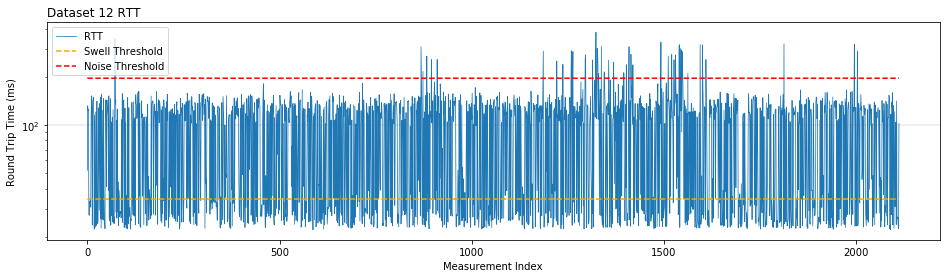 Dataset 12 RTT
RTT
Swell Threshold
Noise Threshold
Round Trip Time (ms)
10²
0
500
1000
1500
2000
Measurement Index